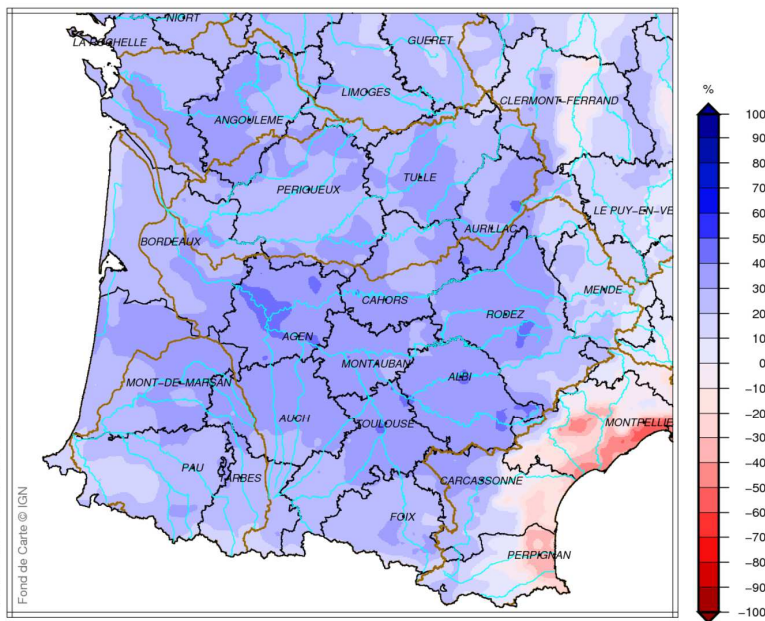 NIORT
LA ROCHELLE
GUERET
LIMOGES
CLERMONT-FERRAND
ANGOULEME
PERIGUEUX
TULLE
LE PUY-EN-VE
AURILLAC
BORDEAUX
CAHORS
MENDE
RODEZ
AGEN
MONTAUBAN
ALBI
MONT-DE-MARSAN
AUCH
TOULOUSE
MONTPELLIE
PAU
TARBES
CARCASSONNE
FOIX
PERPIGNAN
Fond de Carte © IGN
%
100
90
80
70
60
50
40
30
20
10
0
-10
-20
-30
-40
-50
-60
-70
-80
-90
-100